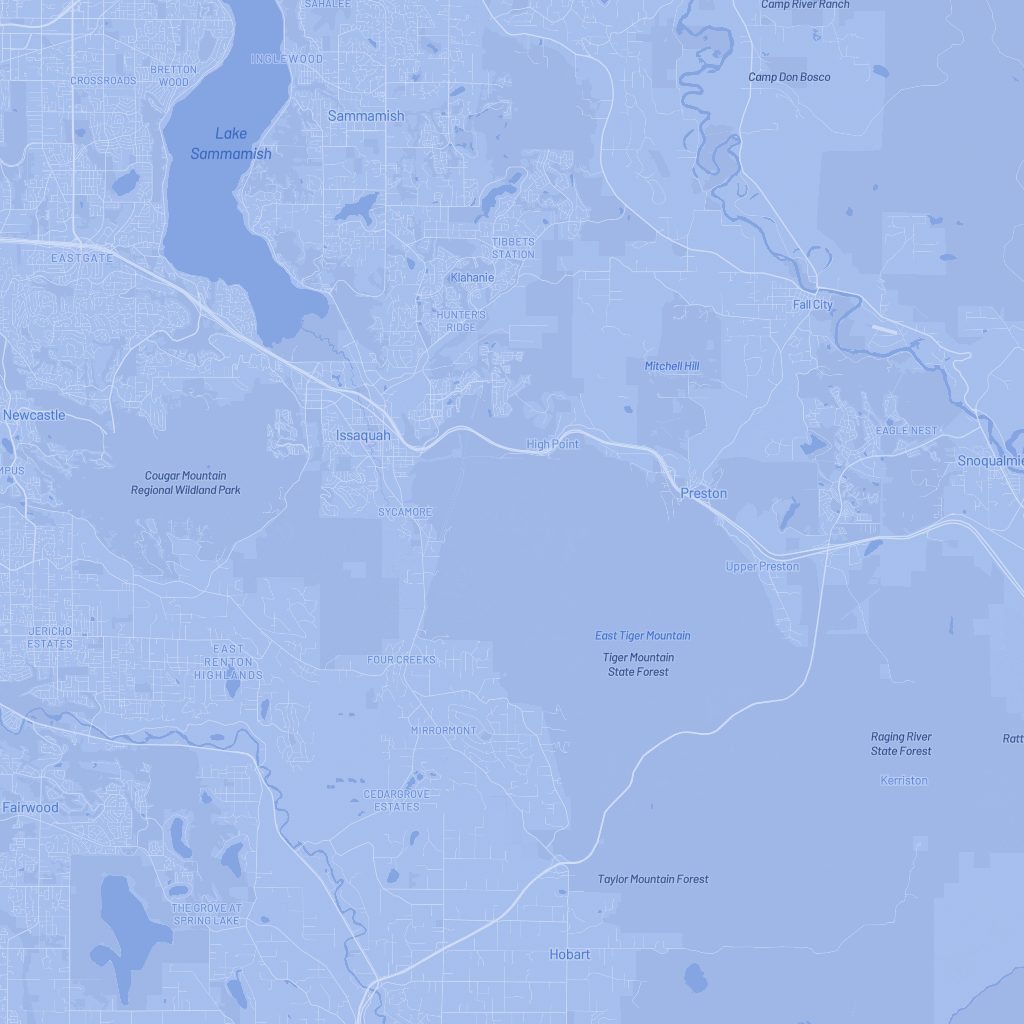 SAHALEE
Camp River Ranch
INGLEWOOD
BRETTON
WOOD
CROSSROADS
Camp Don Bosco
Sammamish
Lake
Sammamish
TIBBETS
STATION
EASTGATE
Klahanie
Fall City
HUNTER'S
RIDGE
Mitchell Hill
Newcastle
EAGLE NEST
Issaquah
High Point
Snoqualmie
MPUS
Cougar Mountain
Regional Wildland Park
Preston
SYCAMORE
Upper Preston
JERICHO
ESTATES
East Tiger Mountain
EAST
RENTON
HIGHLANDS
FOUR CREEKS
Tiger Mountain
State Forest
MIRRORMONT
Raging River
State Forest
Ratt
Kerriston
CEDARGROVE
ESTATES
Fairwood
Taylor Mountain Forest
THE GROVE AT
SPRING LAKE
Hobart